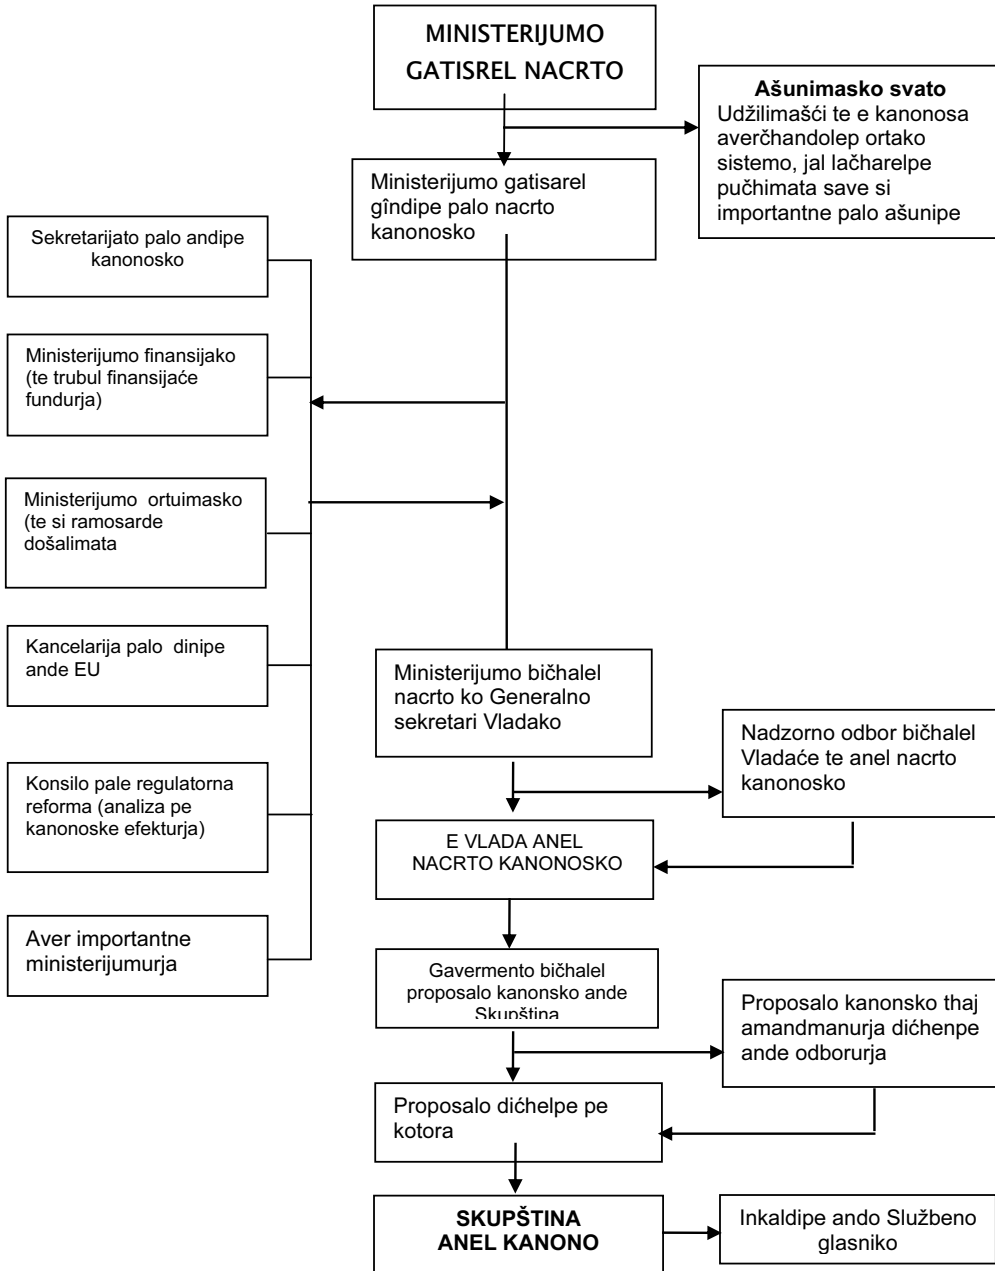 MINISTERIJUMO
GATISREL NACRTO
Ašunimasko svato
Udžilimašći te e kanonosa
averčhandolep ortako
sistemo, jal lačharelpe
pučhimata save si
importantne palo ašunipe
Ministerijumo gatisarel
gîndipe palo nacrto
kanonosko
Sekretarijato palo andipe
kanonosko
Ministerijumo finansijako
(te trubul finansijaće
fundurja)
Ministerijumo ortuimasko
(te si ramosarde
došalimata
Kancelarija palo dinipe
ande EU
Konsilo pale regulatorna
reforma (analiza pe
kanonoske efekturja)
Aver importantne
ministerijumurja
Ministerijumo bičhalel
nacrto ko Generalno
sekretari Vladako
Nadzorno odbor bičhalel
Vladaće te anel nacrto
kanonosko
E VLADA ANEL
NACRTO KANONOSKO
Gavermento bičhalel
proposalo kanonsko ande
Skupština
Proposalo kanonsko thaj
amandmanurja dićhenpe
ande odborurja
Proposalo dićhelpe pe
kotora
SKUPŠTINA
ANEL KANONO
Inkaldipe ando Službeno
glasniko